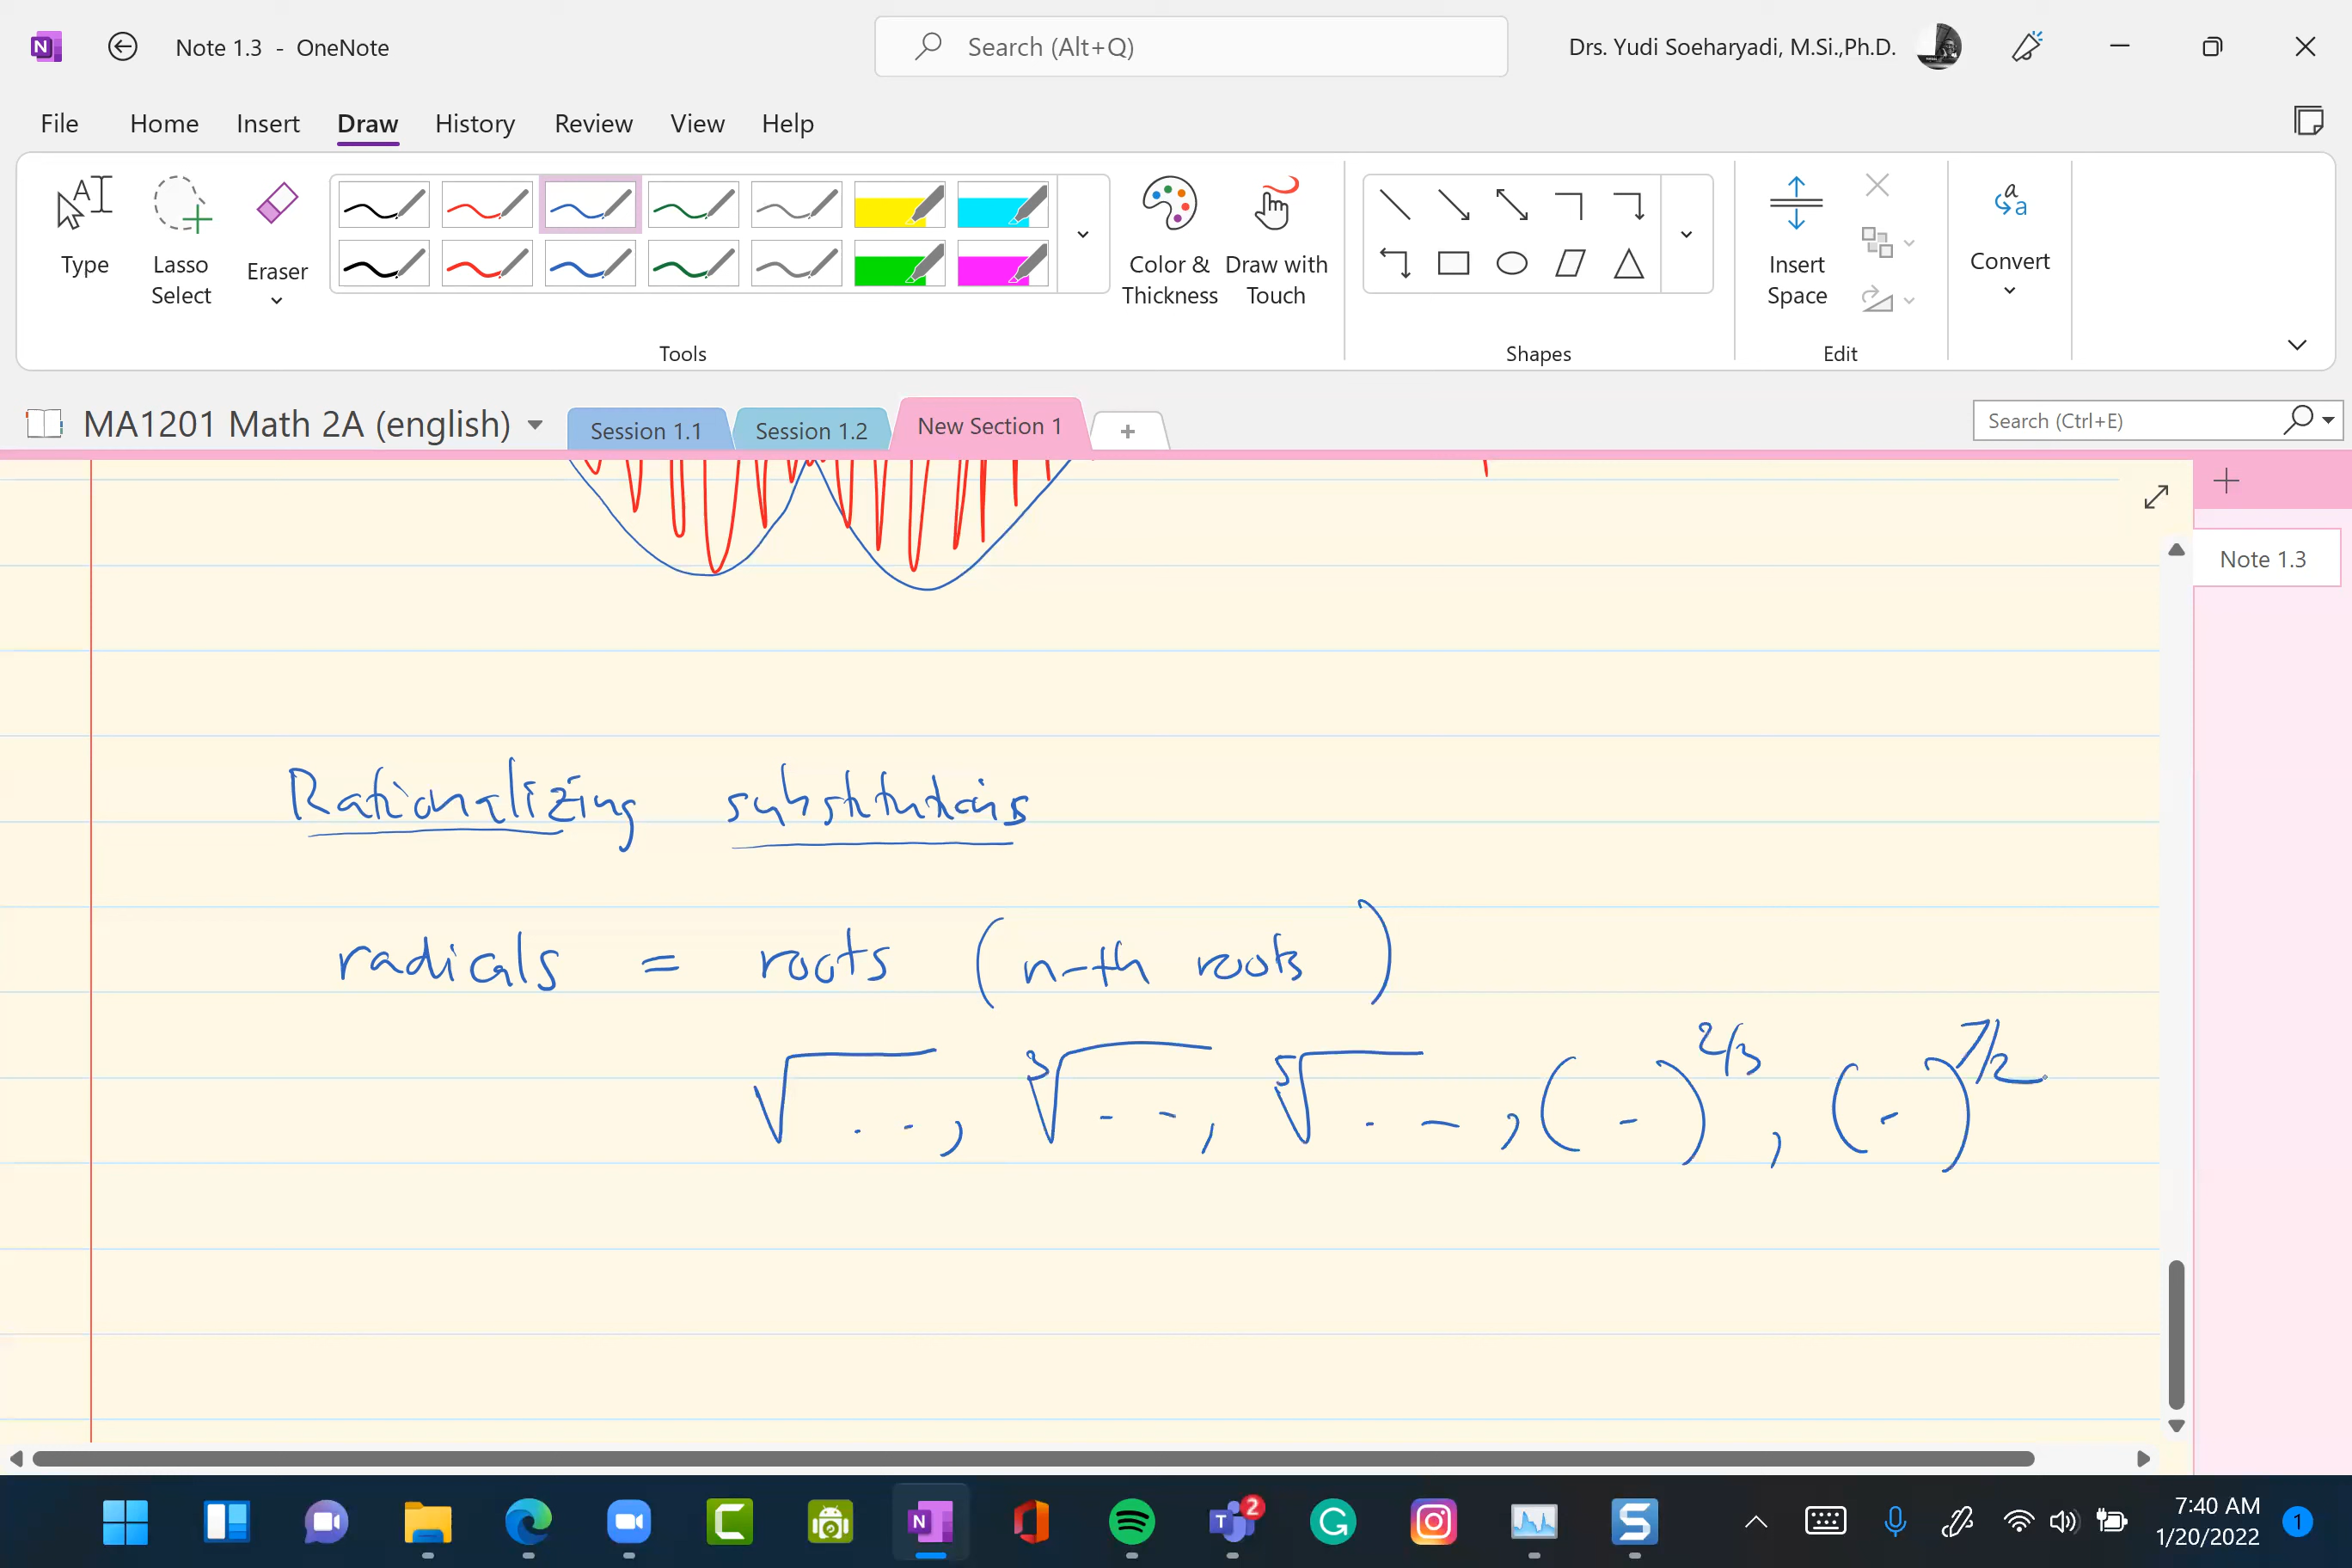 Note 1.3 - OneNote
Search (Alt+Q)
Drs. Yudi Soeharyadi, M.Si.,Ph.D.
File Home Insert Draw History Review View Help
Type
Lasso Select
Eraser
Color & Thickness
Draw with Touch
Insert Space
Convert
Tools Shapes Edit
MA1201 Math 2A (english) Session 1.1 Session 1.2 New Section 1 +
Search (Ctrl+E)
Note 1.3
Rationalizing substitutions
radicals = roots (n-th roots)
√.. , ³√.-- , ⁵√.-- , (-)^2/3 , (-)^7/2
2
7:40 AM
1/20/2022
1